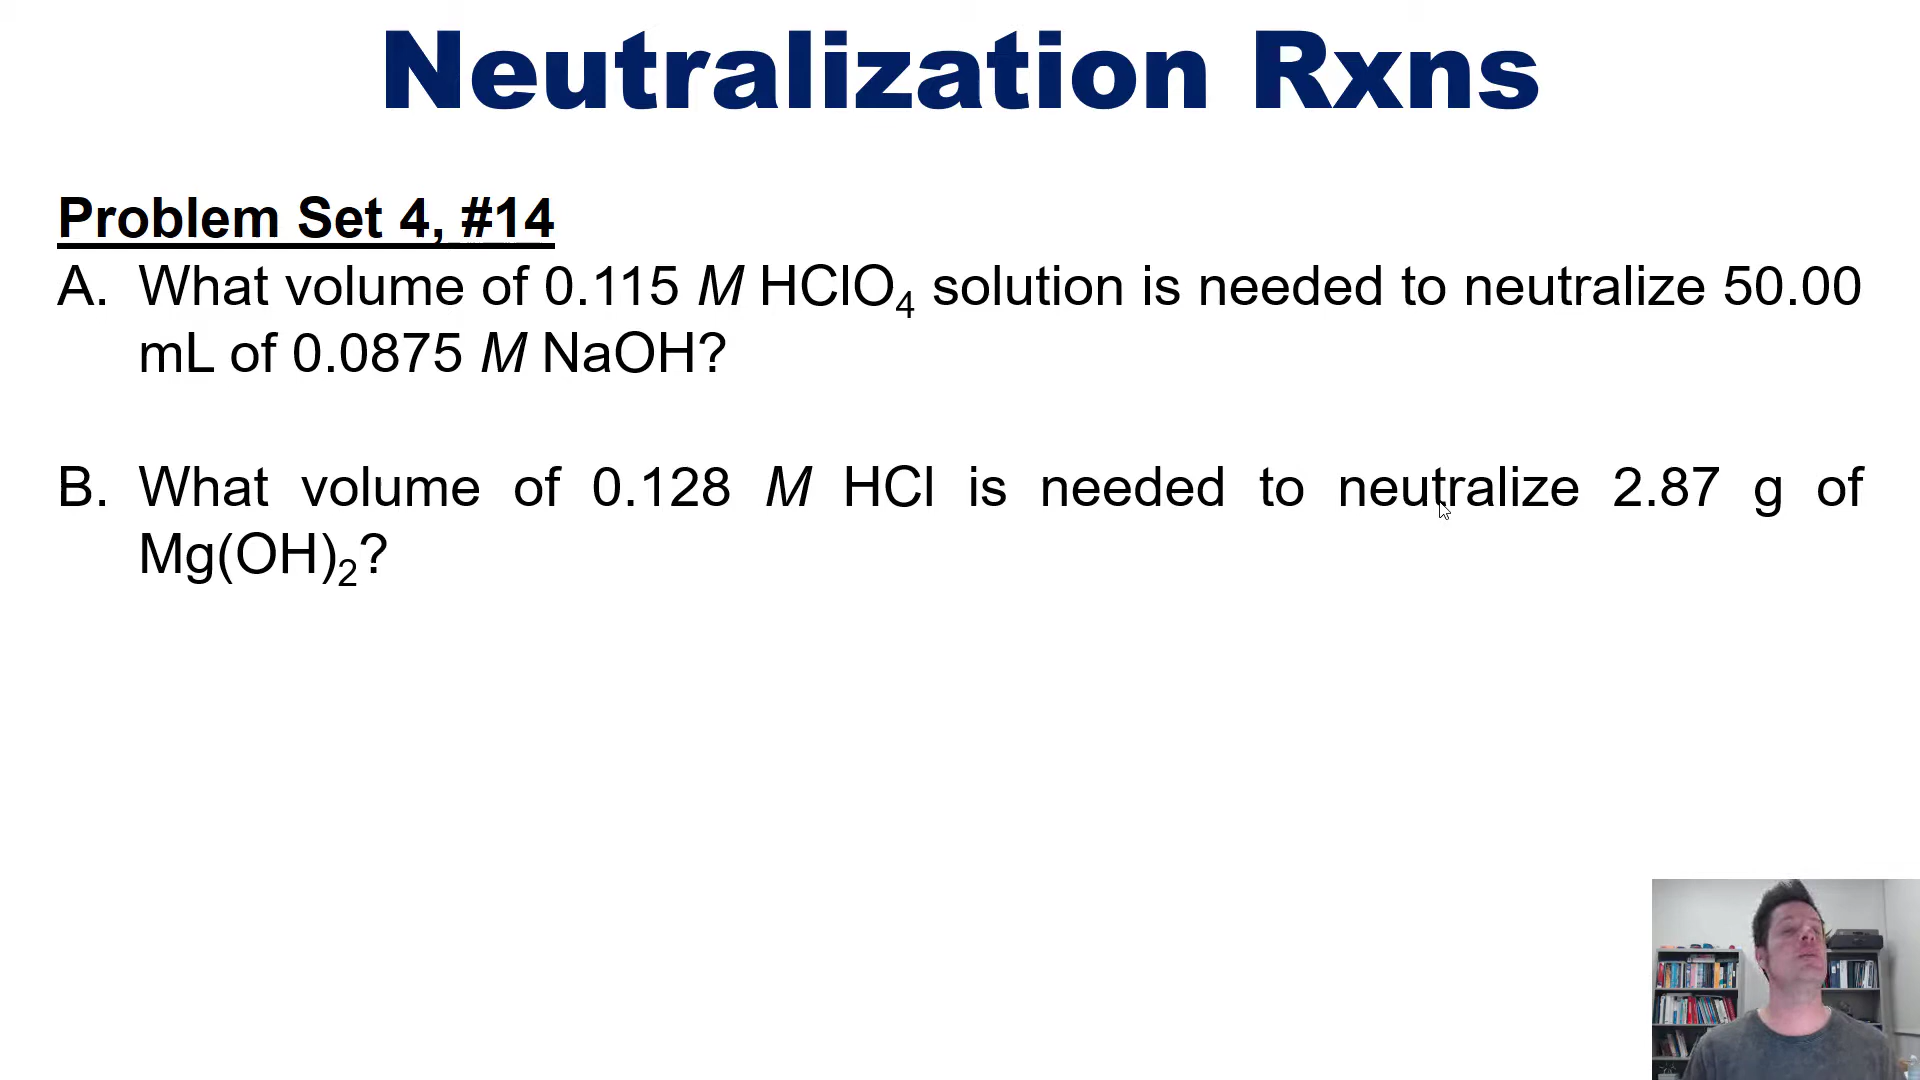 Neutralization Rxns
Problem Set 4, #14
A. What volume of 0.115 M HClO₄ solution is needed to neutralize 50.00
mL of 0.0875 M NaOH?
B. What volume of 0.128 M HCl is needed to neutralize 2.87 g of
Mg(OH)₂?